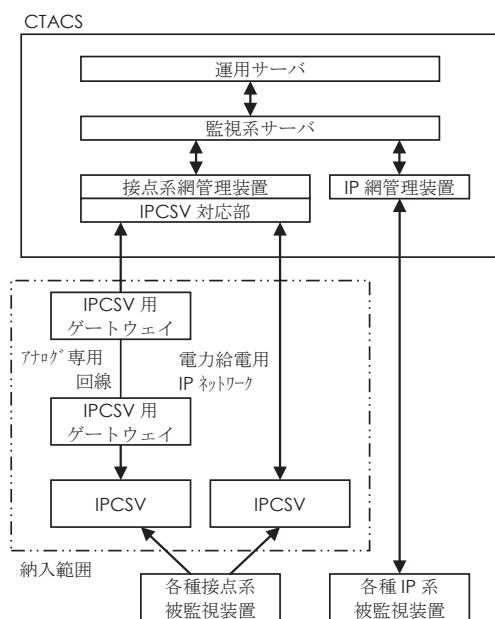 CTACS
運用サーバ
監視系サーバ
接点系網管理装置
IPCSV 対応部
IP 網管理装置
IPCSV 用
ゲートウェイ
ｱﾅﾛｸﾞ専用
回線
電力給電用
IP ﾈｯﾄﾜｰｸ
IPCSV 用
ゲートウェイ
IPCSV
IPCSV
納入範囲
各種接点系
被監視装置
各種 IP 系
被監視装置